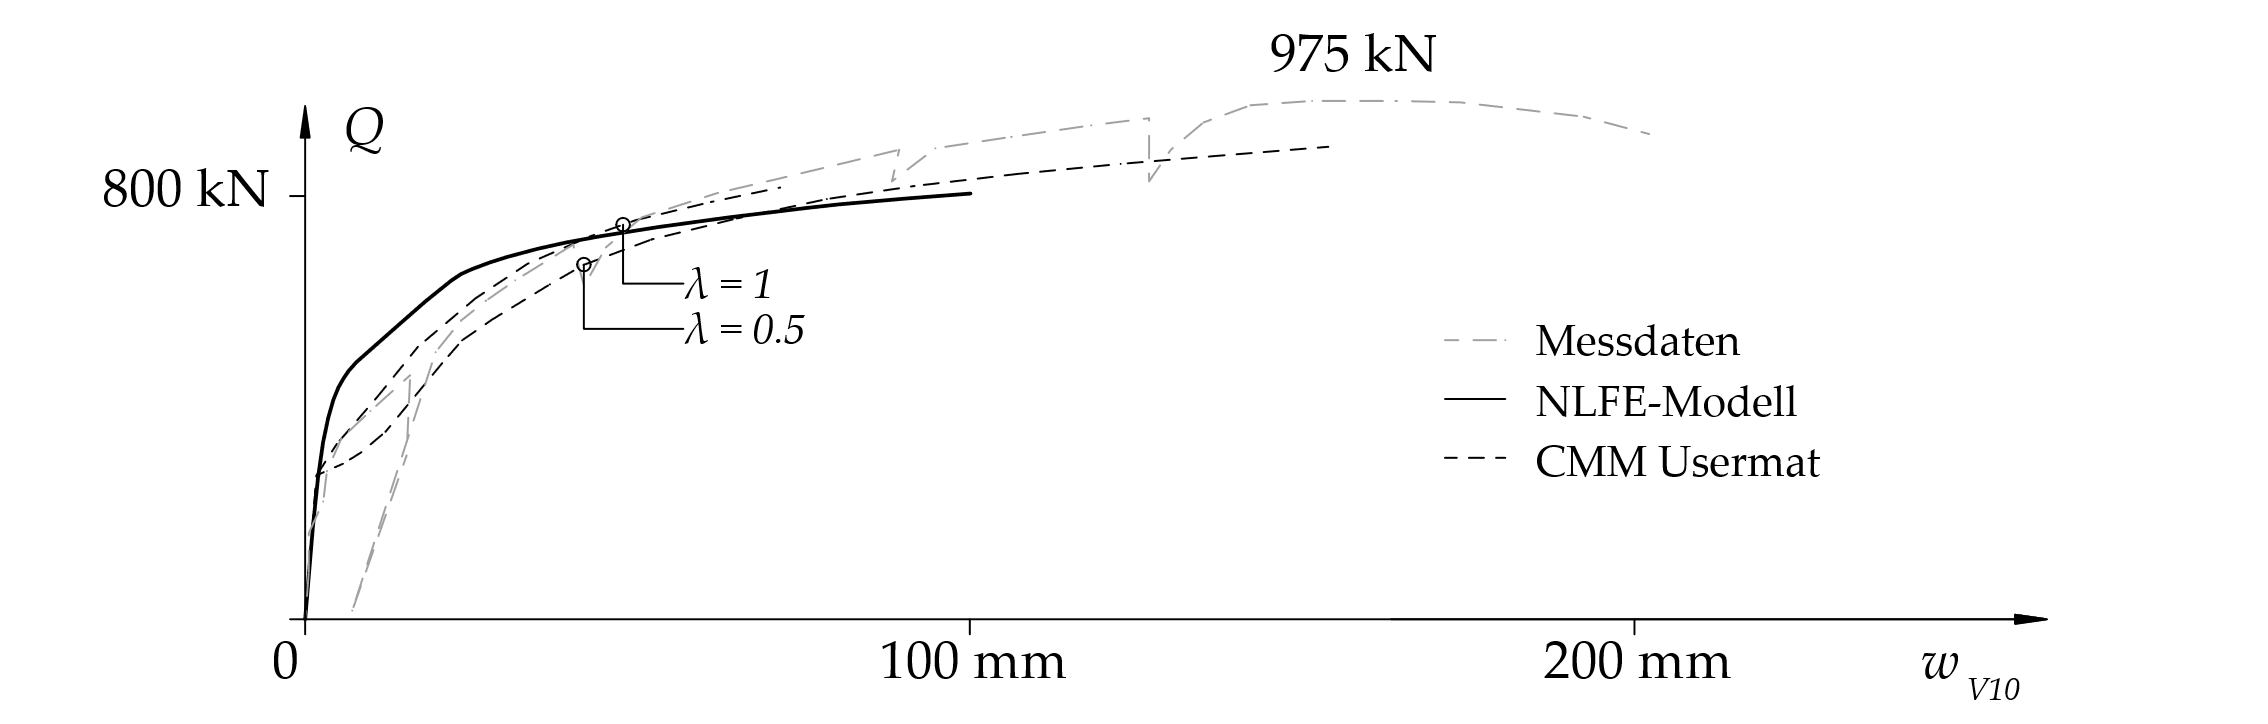 975 kN
Q
800 kN
λ = 1
λ = 0.5
Messdaten
NLFE-Modell
CMM Usermat
0
100 mm
200 mm
w V10